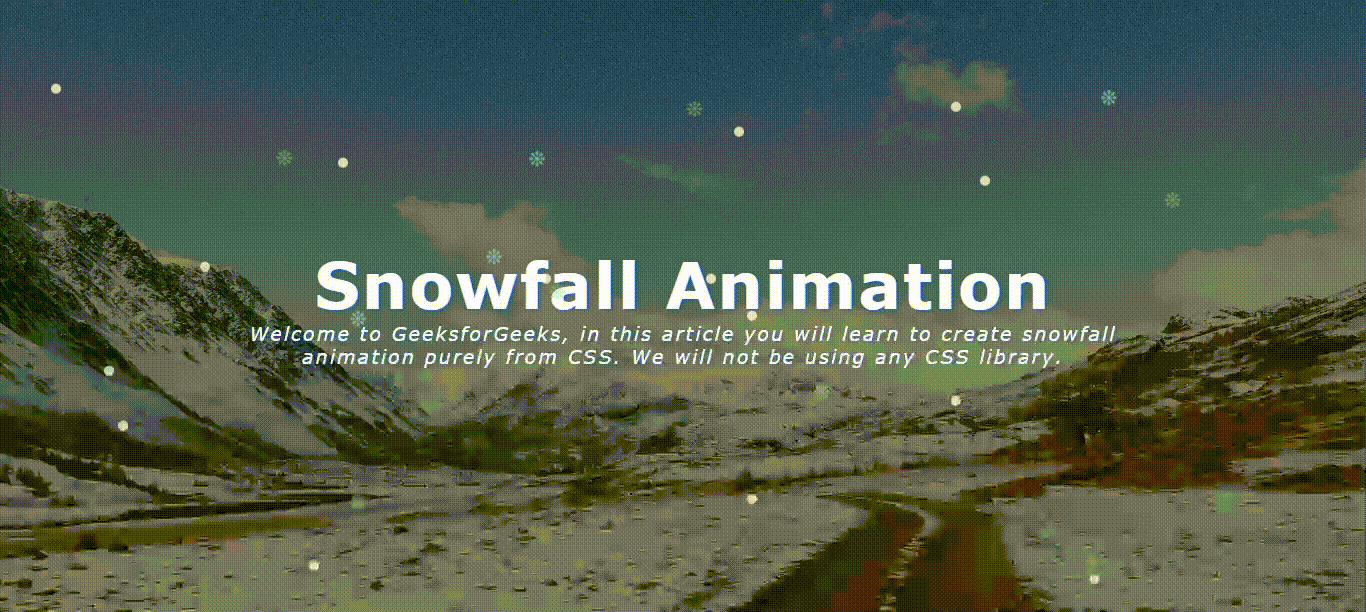 Snowfall Animation
Welcome to GeeksforGeeks, in this article you will learn to create snowfall
animation purely from CSS. We will not be using any CSS library.